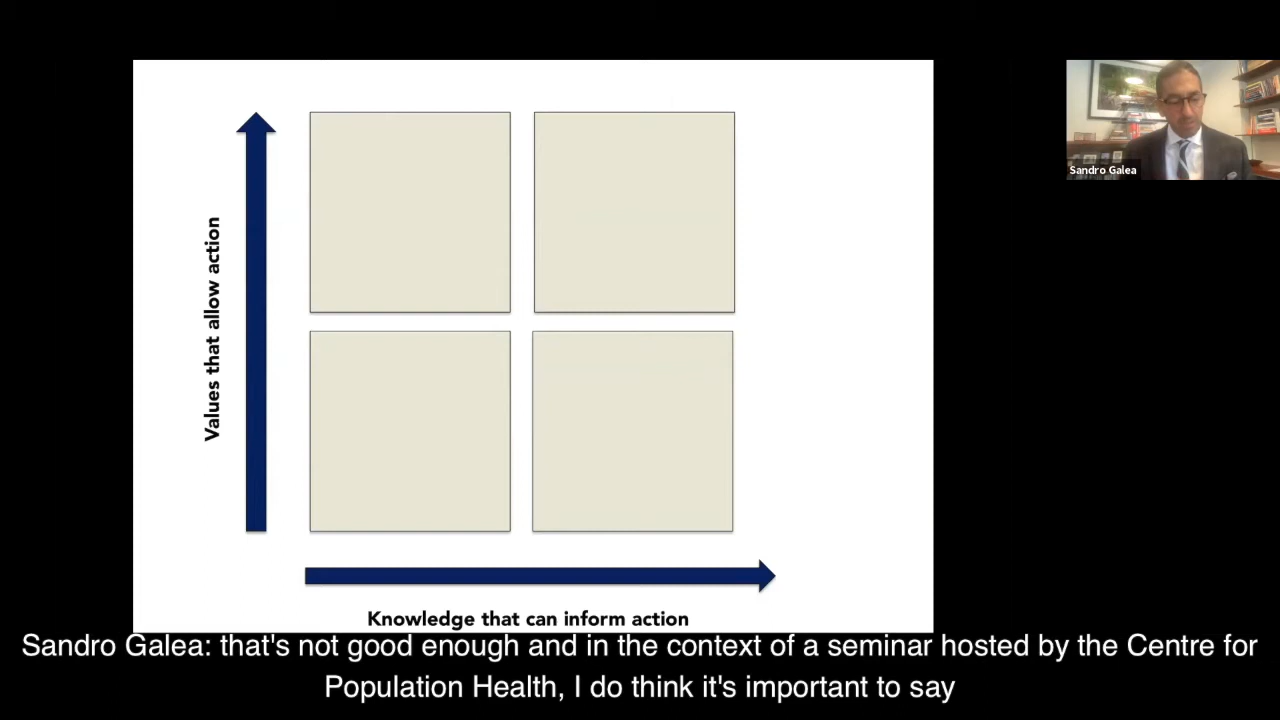 Values that allow action
Sandro Galea
Knowledge that can inform action
Sandro Galea: that's not good enough and in the context of a seminar hosted by the Centre for
Population Health, I do think it's important to say